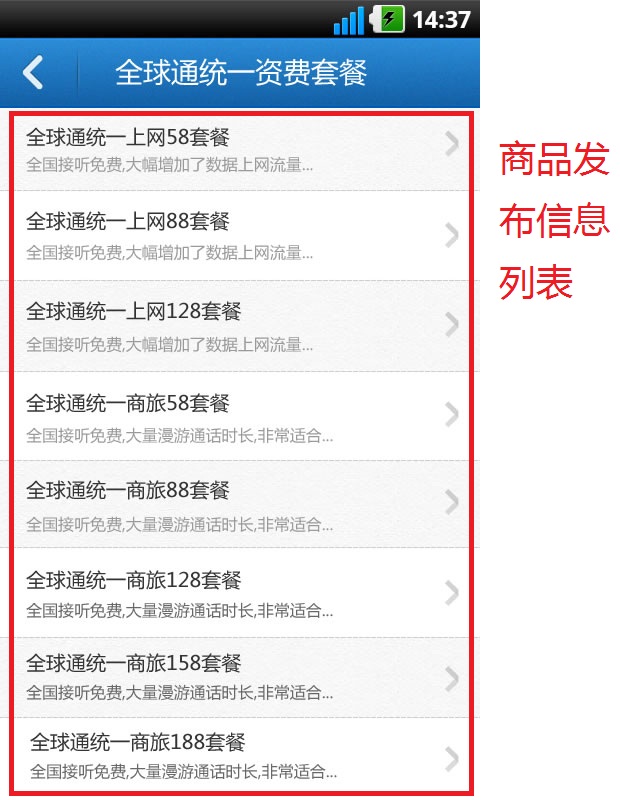 14:37
全球通统一资费套餐
全球通统一上网58套餐
全国接听免费,大幅增加了数据上网流量...
全球通统一上网88套餐
全国接听免费,大幅增加了数据上网流量...
全球通统一上网128套餐
全国接听免费,大幅增加了数据上网流量...
全球通统一商旅58套餐
全国接听免费,大量漫游通话时长,非常适合...
全球通统一商旅88套餐
全国接听免费,大量漫游通话时长,非常适合...
全球通统一商旅128套餐
全国接听免费,大量漫游通话时长,非常适合...
全球通统一商旅158套餐
全国接听免费,大量漫游通话时长,非常适合...
全球通统一商旅188套餐
全国接听免费,大量漫游通话时长,非常适合...
商品发
布信息
列表